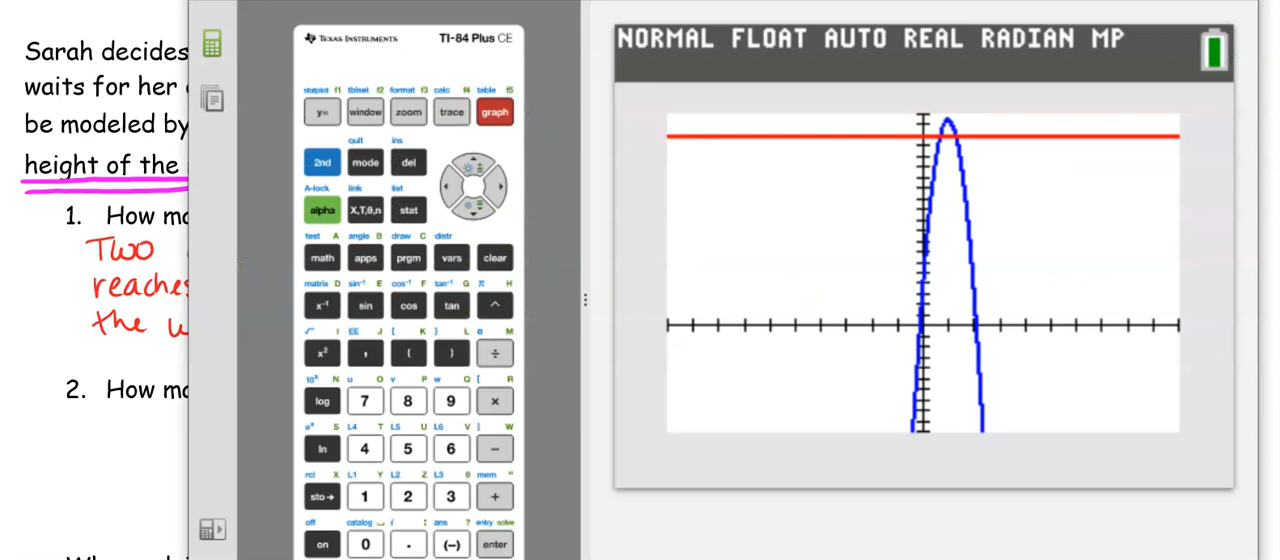 Sarah decides
waits for her
be modeled by
height of the
1. How mo
Two
reaches
the w
2. How mo
TEXAS INSTRUMENTS TI-84 Plus CE
statplot f1 tblset f2 format f3 calc f4 table f5
y= window zoom trace graph
quit ins
2nd mode del
A-lock link list
alpha X,T,θ,n stat
test A angle B draw C distr
math apps prgm vars clear
matrix D sin⁻¹ E cos⁻¹ F tan⁻¹ G π H
x⁻¹ sin cos tan ^
√ I EE J { K } L e M
x² , ( ) ÷
10ˣ N u O v P w Q [ R
log 7 8 9 ×
eˣ S L4 T L5 U L6 V ] W
ln 4 5 6 −
rcl X L1 Y L2 Z L3 θ mem "
sto→ 1 2 3 +
off catalog ␣ i : ans ? entry solve
on 0 . (−) enter
NORMAL FLOAT AUTO REAL RADIAN MP